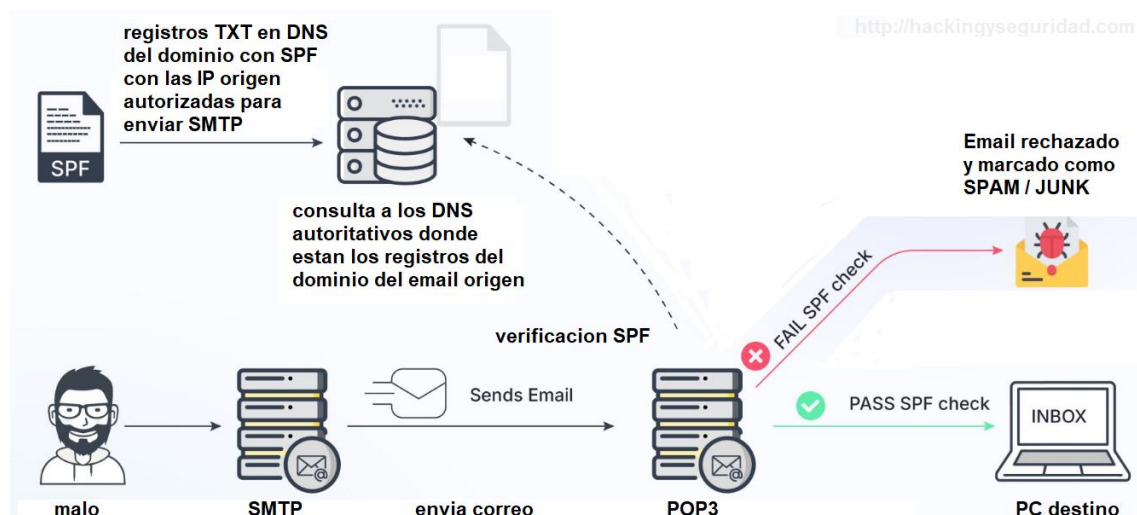 http://hackingyseguridad.com
registros TXT en DNS
del dominio con SPF
con las IP origen
autorizadas para
enviar SMTP
SPF
consulta a los DNS
autoritativos donde
estan los registros del
dominio del email origen
Email rechazado
y marcado como
SPAM / JUNK
verificacion SPF
FAIL SPF check
Sends Email
PASS SPF check
INBOX
@
@
malo
SMTP
envia correo
POP3
PC destino